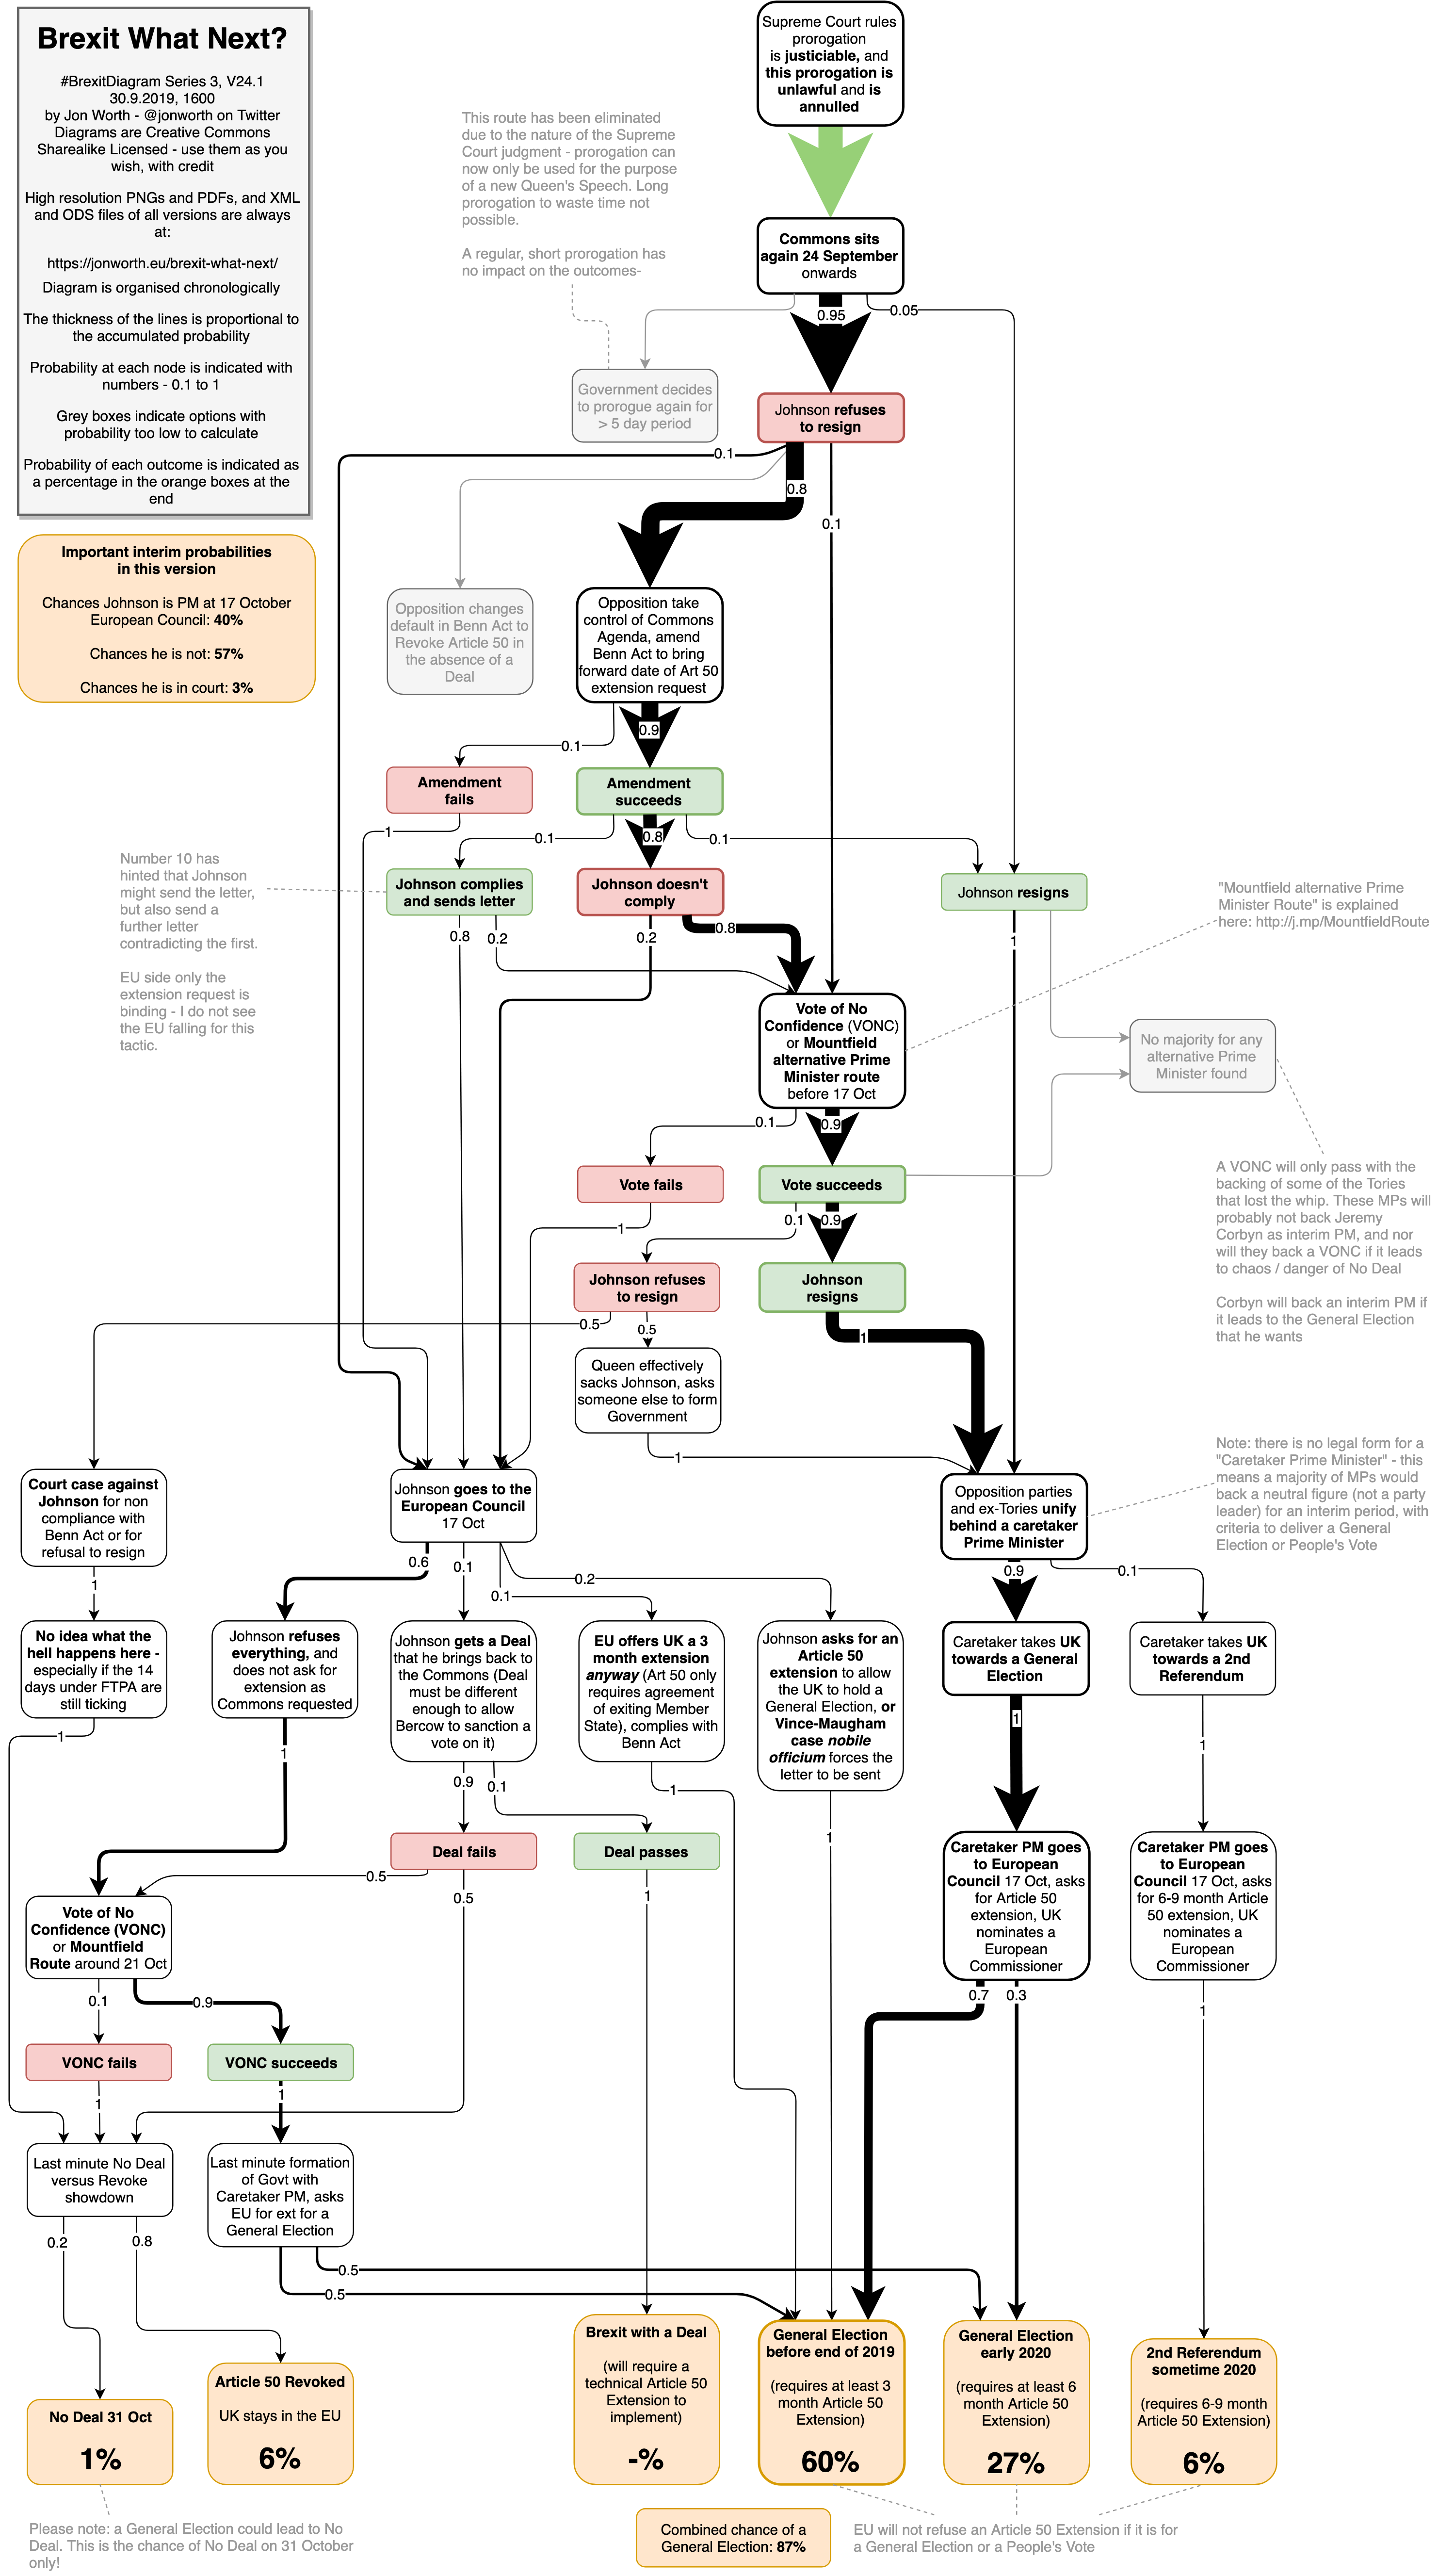 Brexit What Next?
#BrexitDiagram Series 3, V24.1
30.9.2019, 1600
by Jon Worth - @jonworth on Twitter
Diagrams are Creative Commons
Sharealike Licensed - use them as you
wish, with credit
High resolution PNGs and PDFs, and XML
and ODS files of all versions are always
at:
https://jonworth.eu/brexit-what-next/
Diagram is organised chronologically
The thickness of the lines is proportional to
the accumulated probability
Probability at each node is indicated with
numbers - 0.1 to 1
Grey boxes indicate options with
probability too low to calculate
Probability of each outcome is indicated as
a percentage in the orange boxes at the
end
Important interim probabilities
in this version
Chances Johnson is PM at 17 October
European Council: 40%
Chances he is not: 57%
Chances he is in court: 3%
Supreme Court rules
prorogation
is justiciable, and
this prorogation is
unlawful and is
annulled
This route has been eliminated
due to the nature of the Supreme
Court judgment - prorogation can
now only be used for the purpose
of a new Queen's Speech. Long
prorogation to waste time not
possible.
A regular, short prorogation has
no impact on the outcomes-
Commons sits
again 24 September
onwards
0.95
0.05
Government decides
to prorogue again for
> 5 day period
Johnson refuses
to resign
0.1
0.8
0.1
Opposition changes
default in Benn Act to
Revoke Article 50 in
the absence of a
Deal
Opposition take
control of Commons
Agenda, amend
Benn Act to bring
forward date of Art 50
extension request
0.1
0.9
Amendment
fails
Amendment
succeeds
1
0.1
0.8
0.1
Number 10 has
hinted that Johnson
might send the letter,
but also send a
further letter
contradicting the first.
EU side only the
extension request is
binding - I do not see
the EU falling for this
tactic.
Johnson complies
and sends letter
Johnson doesn't
comply
Johnson resigns
"Mountfield alternative Prime
Minister Route" is explained
here: http://j.mp/MountfieldRoute
0.8
0.2
0.2
0.8
1
Vote of No
Confidence (VONC)
or Mountfield
alternative Prime
Minister route
before 17 Oct
No majority for any
alternative Prime
Minister found
0.1
0.9
Vote fails
Vote succeeds
A VONC will only pass with the
backing of some of the Tories
that lost the whip. These MPs will
probably not back Jeremy
Corbyn as interim PM, and nor
will they back a VONC if it leads
to chaos / danger of No Deal
Corbyn will back an interim PM if
it leads to the General Election
that he wants
1
0.1
0.9
Johnson refuses
to resign
Johnson
resigns
0.5
0.5
1
Queen effectively
sacks Johnson, asks
someone else to form
Government
1
Court case against
Johnson for non
compliance with
Benn Act or for
refusal to resign
Johnson goes to the
European Council
17 Oct
Opposition parties
and ex-Tories unify
behind a caretaker
Prime Minister
Note: there is no legal form for a
"Caretaker Prime Minister" - this
means a majority of MPs would
back a neutral figure (not a party
leader) for an interim period, with
criteria to deliver a General
Election or People's Vote
1
0.6
0.1
0.1
0.2
0.9
0.1
No idea what the
hell happens here -
especially if the 14
days under FTPA are
still ticking
Johnson refuses
everything, and
does not ask for
extension as
Commons requested
Johnson gets a Deal
that he brings back to
the Commons (Deal
must be different
enough to allow
Bercow to sanction a
vote on it)
EU offers UK a 3
month extension
anyway (Art 50 only
requires agreement
of exiting Member
State), complies with
Benn Act
Johnson asks for an
Article 50
extension to allow
the UK to hold a
General Election, or
Vince-Maugham
case nobile
officium forces the
letter to be sent
Caretaker takes UK
towards a General
Election
Caretaker takes UK
towards a 2nd
Referendum
1
1
0.9
0.1
1
1
1
1
Deal fails
Deal passes
Caretaker PM goes
to European
Council 17 Oct, asks
for Article 50
extension, UK
nominates a
European
Commissioner
Caretaker PM goes
to European
Council 17 Oct, asks
for 6-9 month Article
50 extension, UK
nominates a
European
Commissioner
0.5
0.5
1
Vote of No
Confidence (VONC)
or Mountfield
Route around 21 Oct
0.1
0.9
0.7
0.3
1
VONC fails
VONC succeeds
1
1
Last minute No Deal
versus Revoke
showdown
Last minute formation
of Govt with
Caretaker PM, asks
EU for ext for a
General Election
0.2
0.8
0.5
0.5
No Deal 31 Oct
1%
Article 50 Revoked
UK stays in the EU
6%
Brexit with a Deal
(will require a
technical Article 50
Extension to
implement)
-%
General Election
before end of 2019
(requires at least 3
month Article 50
Extension)
60%
General Election
early 2020
(requires at least 6
month Article 50
Extension)
27%
2nd Referendum
sometime 2020
(requires 6-9 month
Article 50 Extension)
6%
Please note: a General Election could lead to No
Deal. This is the chance of No Deal on 31 October
only!
Combined chance of a
General Election: 87%
EU will not refuse an Article 50 Extension if it is for
a General Election or a People's Vote